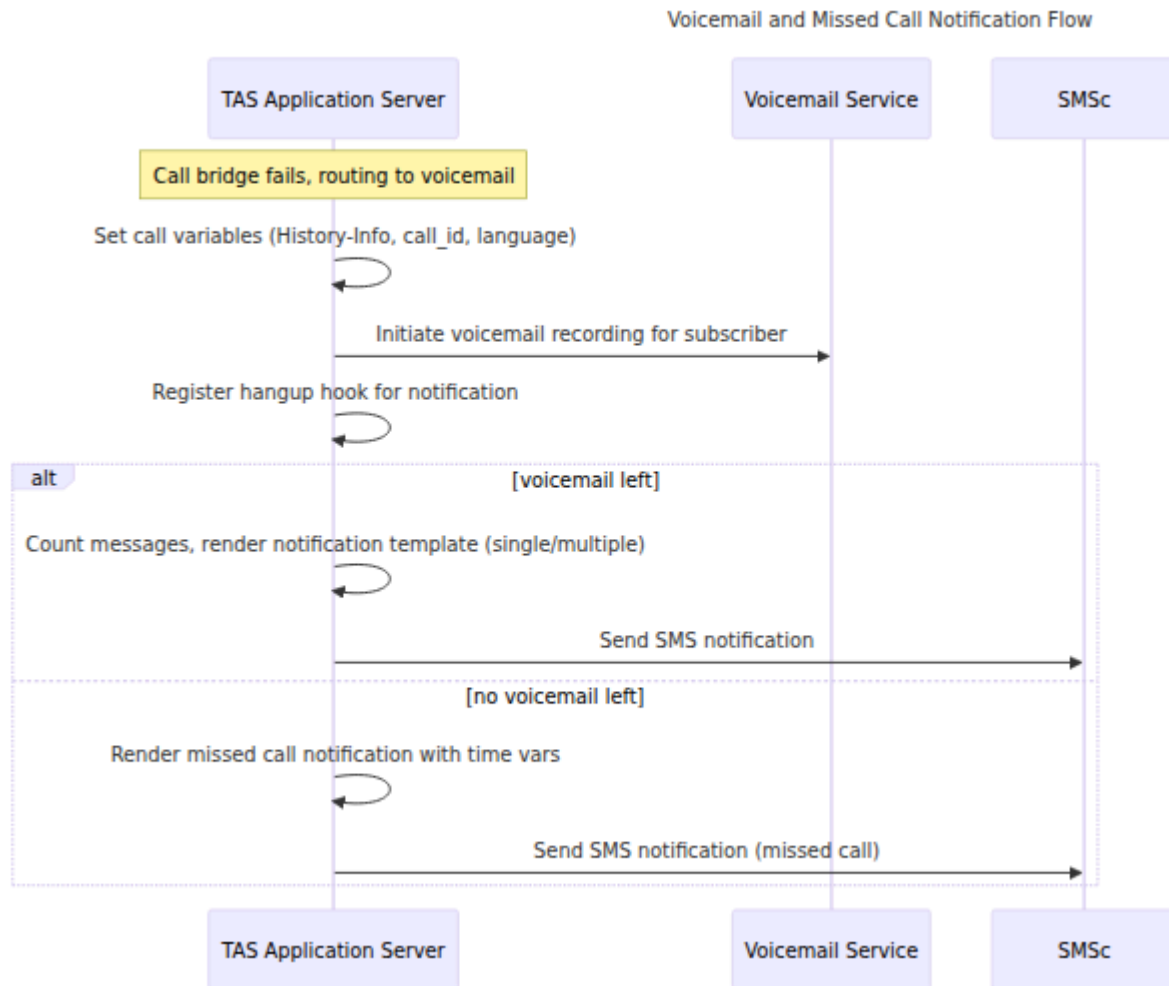 Voicemail and Missed Call Notification Flow
TAS Application Server
Voicemail Service
SMSc
Call bridge fails, routing to voicemail
Set call variables (History-Info, call_id, language)
Initiate voicemail recording for subscriber
Register hangup hook for notification
alt
[voicemail left]
Count messages, render notification template (single/multiple)
Send SMS notification
[no voicemail left]
Render missed call notification with time vars
Send SMS notification (missed call)
TAS Application Server
Voicemail Service
SMSc